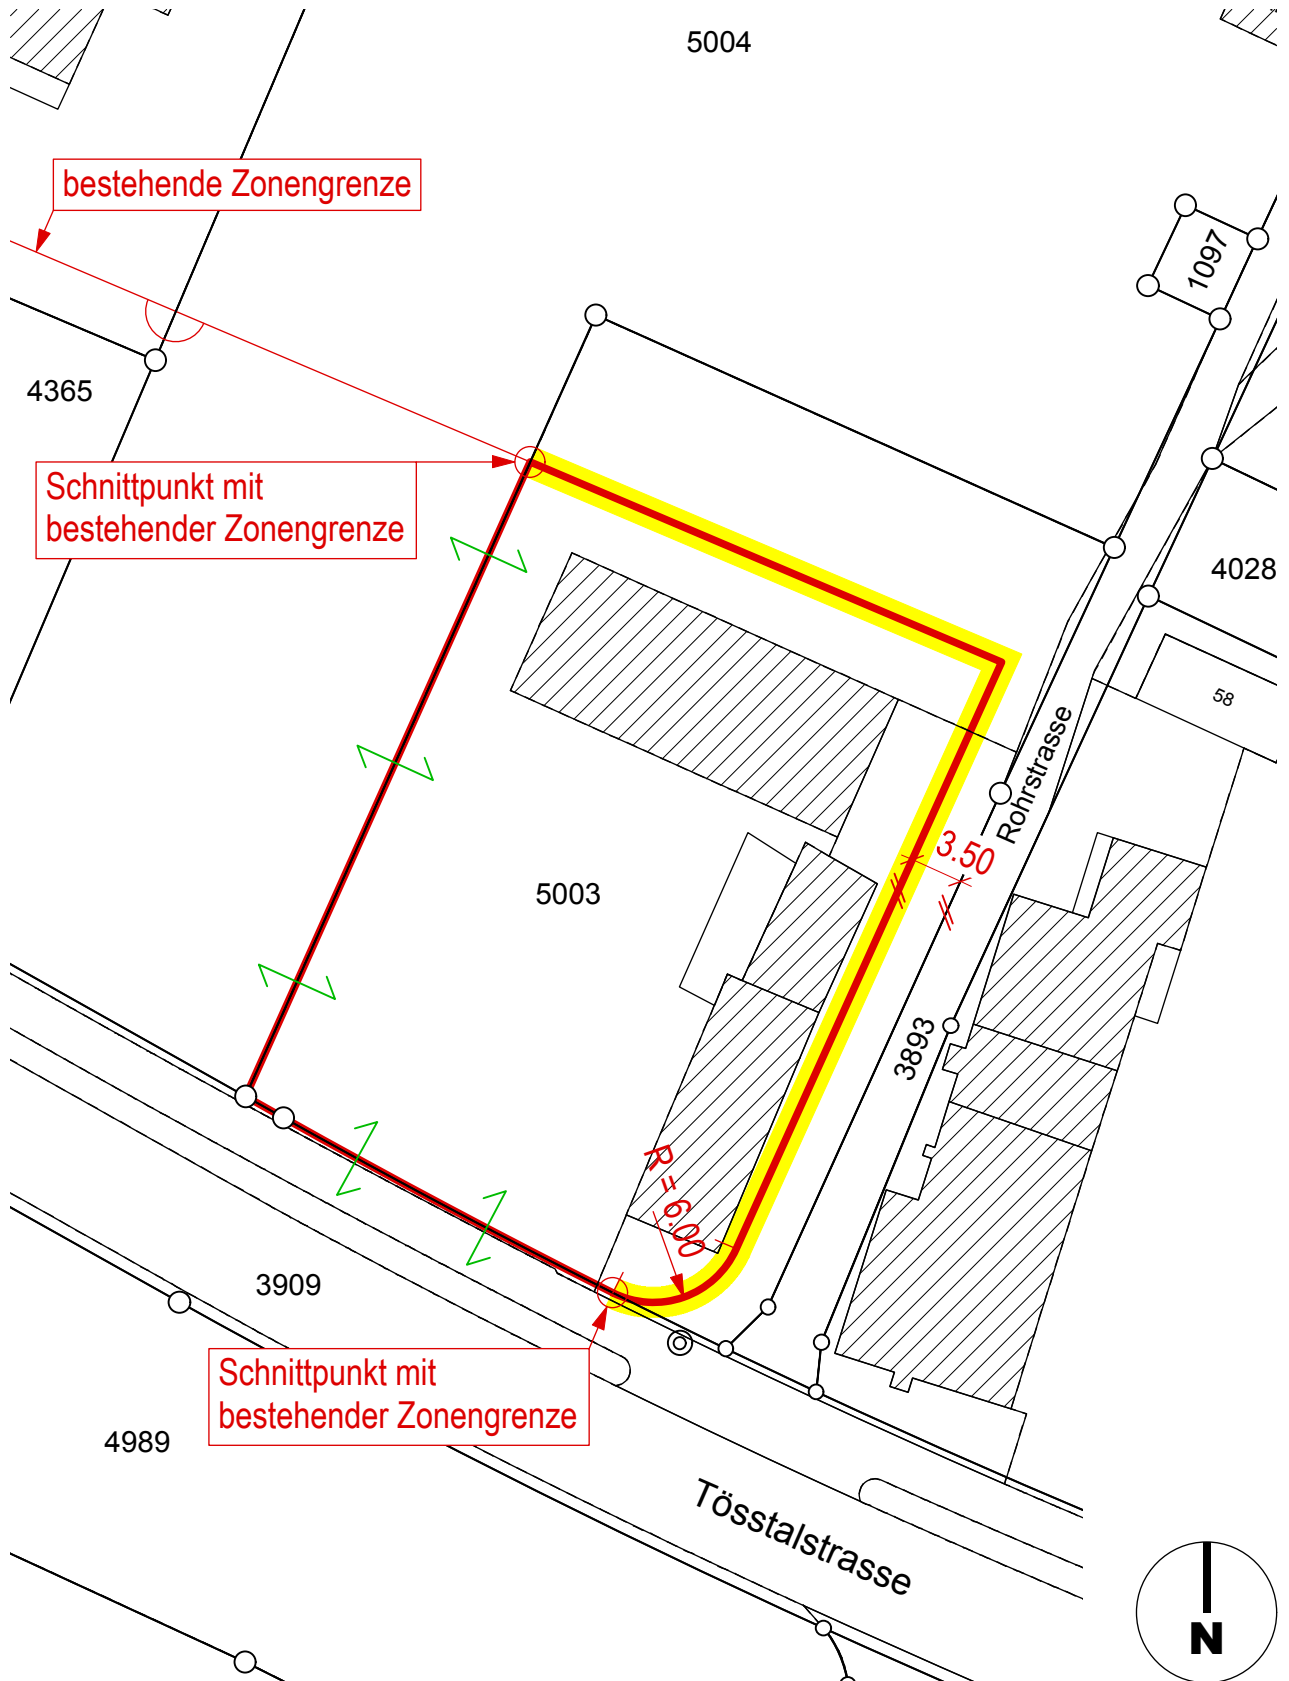 5004
bestehende Zonengrenze
1097
4365
Schnittpunkt mit
bestehender Zonengrenze
4028
58
Rohrstrasse
3.50
5003
3893
R = 6.00
3909
Schnittpunkt mit
bestehender Zonengrenze
4989
Tösstalstrasse
N